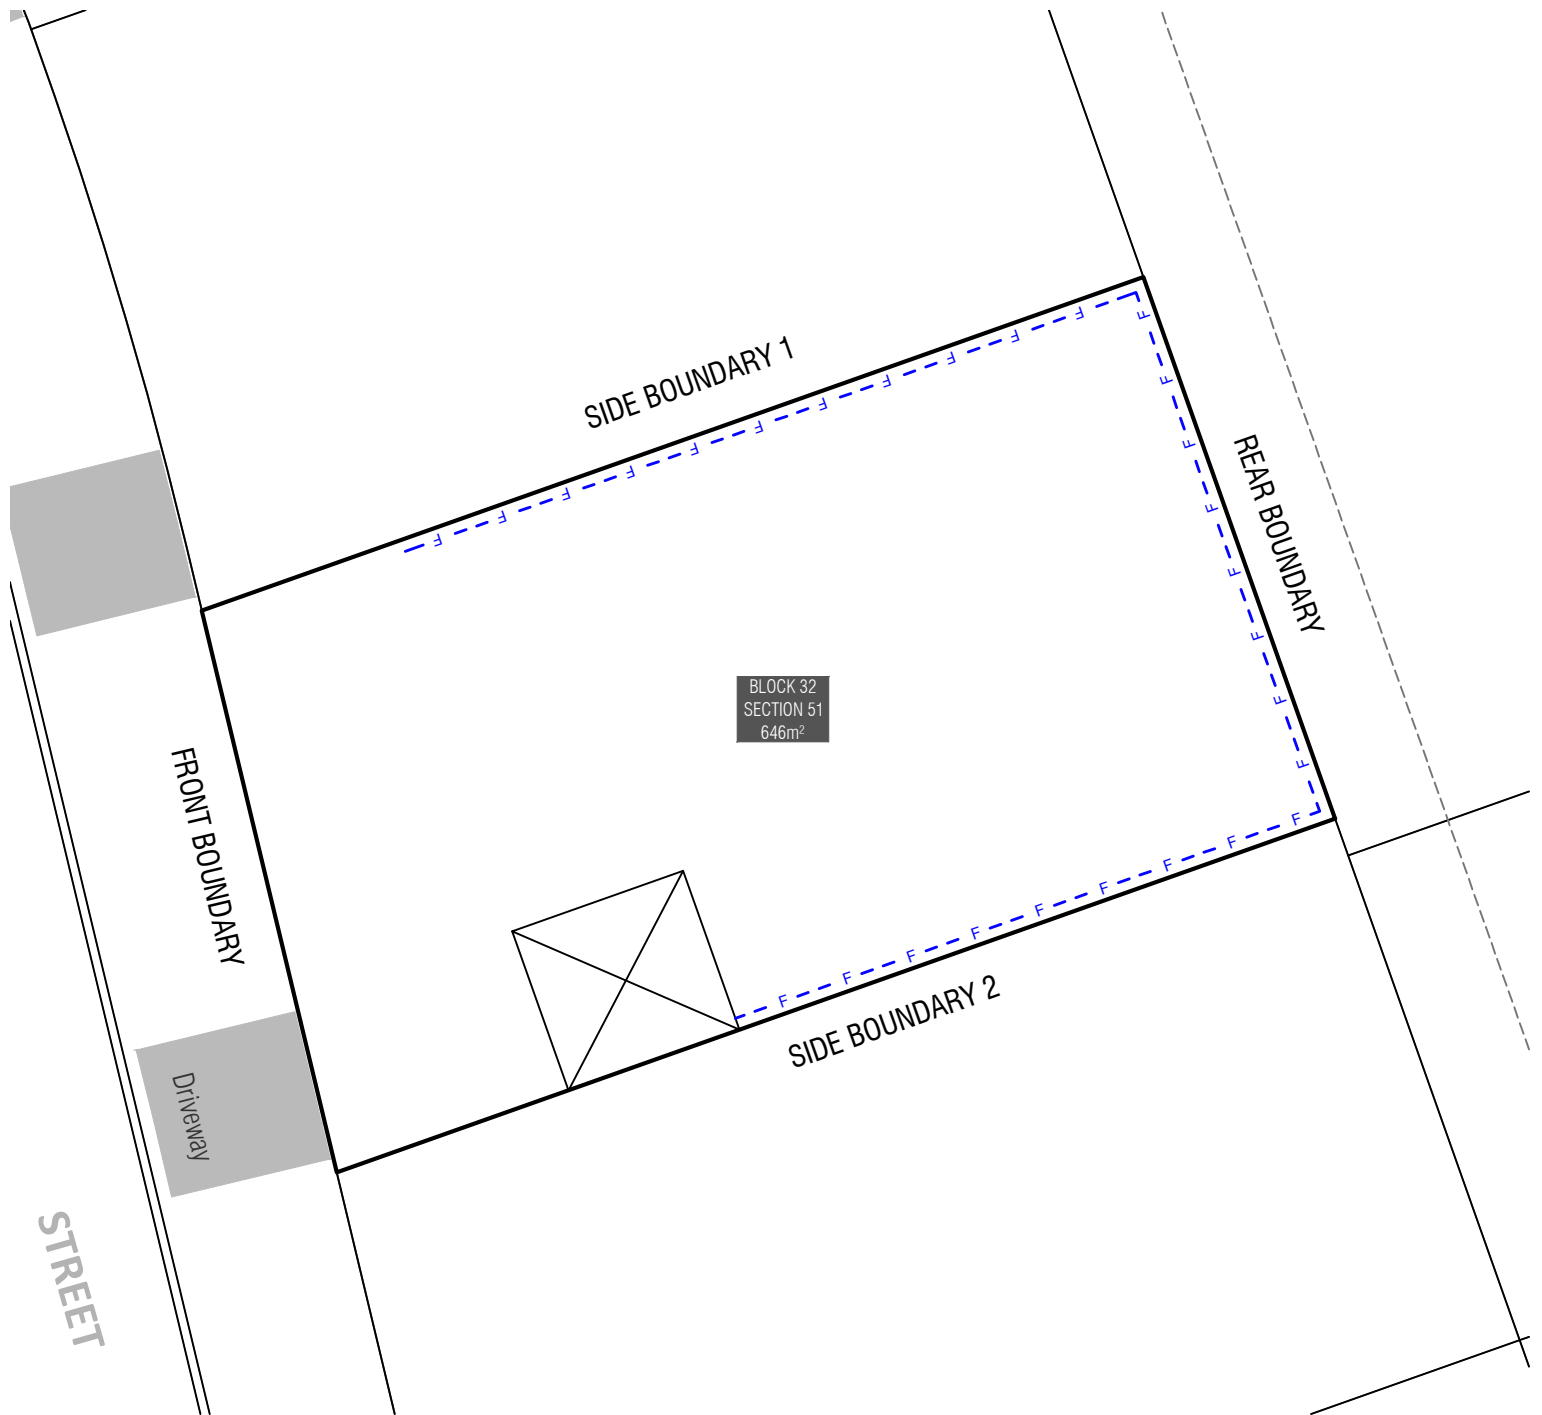 SIDE BOUNDARY 1
REAR BOUNDARY
BLOCK 32
SECTION 51
646m²
FRONT BOUNDARY
SIDE BOUNDARY 2
Driveway
STREET
F F F F F F F F F F F
F F F F F F F F
F F F F F F F F F